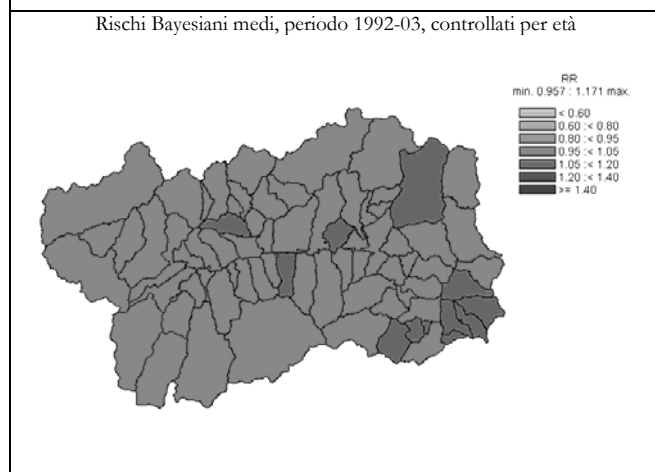 Rischi Bayesiani medi, periodo 1992-03, controllati per età
RR
min. 0.957 : 1.171 max.
< 0.60
0.60 :< 0.80
0.80 :< 0.95
0.95 :< 1.05
1.05 :< 1.20
1.20 :< 1.40
>= 1.40